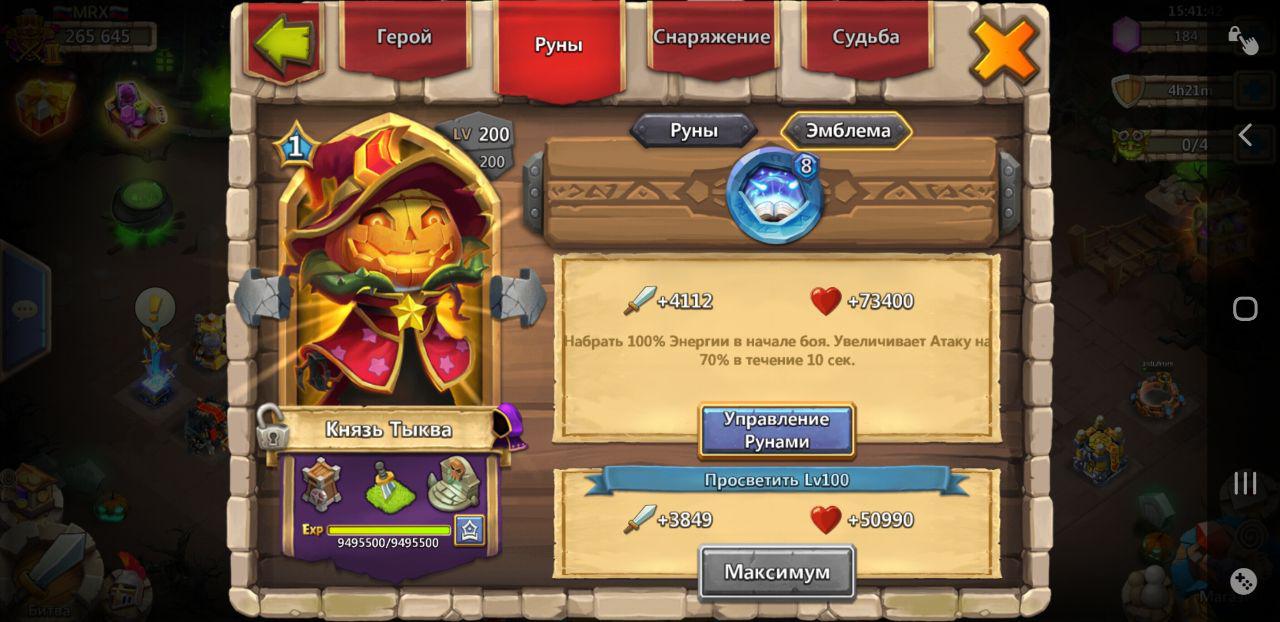 MRX
265 645
II
Герой
Руны
Снаряжение
Судьба
15:41:42
184
4h21m
0/4
1
LV 200
200
Руны
Эмблема
8
+4112
+73400
Набрать 100% Энергии в начале боя. Увеличивает Атаку на
70% в течение 10 сек.
Управление
Рунами
Князь Тыква
Просветить Lv100
+3849
+50990
Exp
9495500/9495500
Максимум
Битва